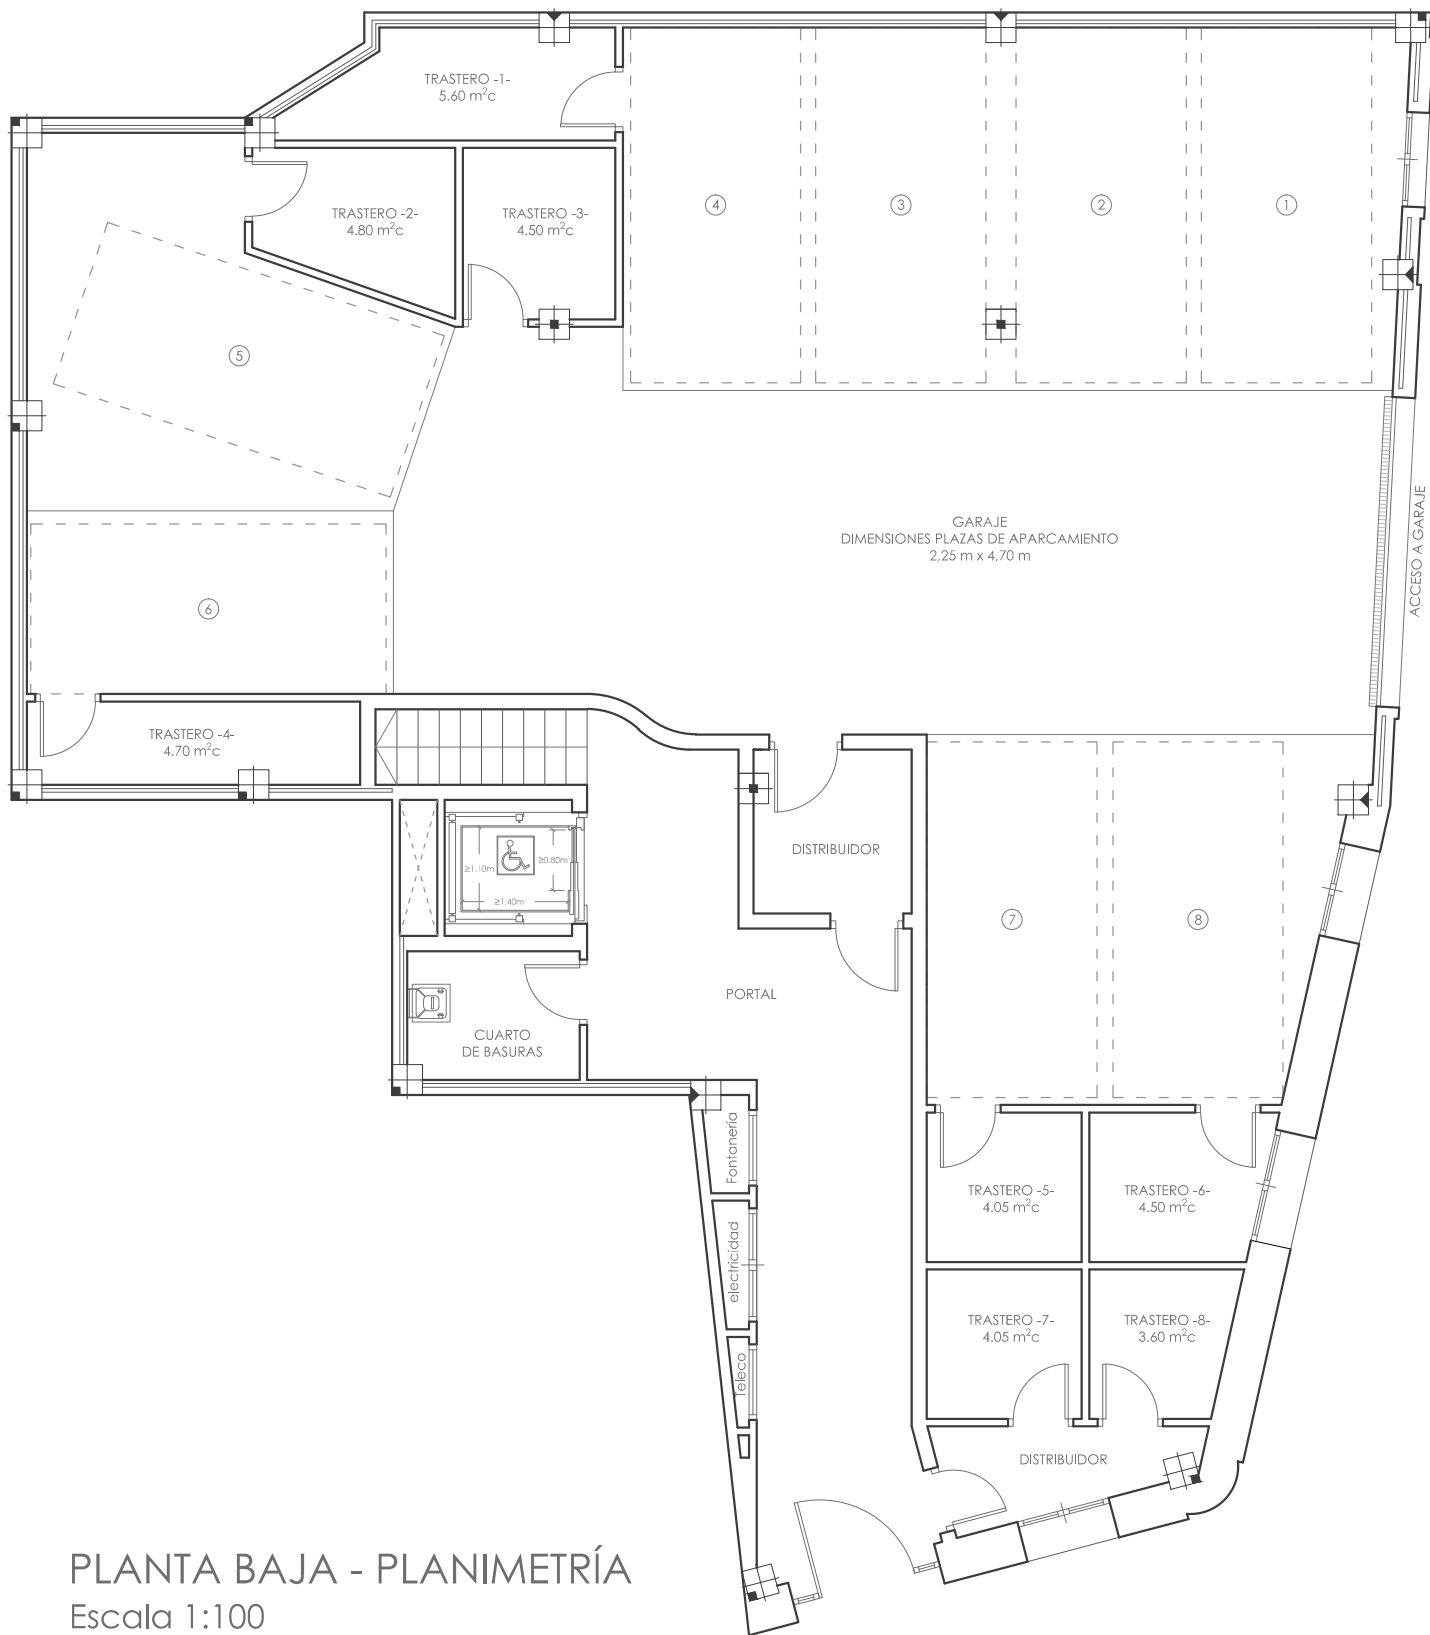 TRASTERO -1-
5.60 m²c
TRASTERO -2-
4.80 m²c
TRASTERO -3-
4.50 m²c
4
3
2
1
5
GARAJE
DIMENSIONES PLAZAS DE APARCAMIENTO
2,25 m x 4,70 m
ACCESO A GARAJE
6
TRASTERO -4-
4.70 m²c
DISTRIBUIDOR
≥1.10m
≥0.80m
≥1.40m
7
8
PORTAL
CUARTO
DE BASURAS
Fontanería
electricidad
Teleco
TRASTERO -5-
4.05 m²c
TRASTERO -6-
4.50 m²c
TRASTERO -7-
4.05 m²c
TRASTERO -8-
3.60 m²c
DISTRIBUIDOR
PLANTA BAJA - PLANIMETRÍA
Escala 1:100